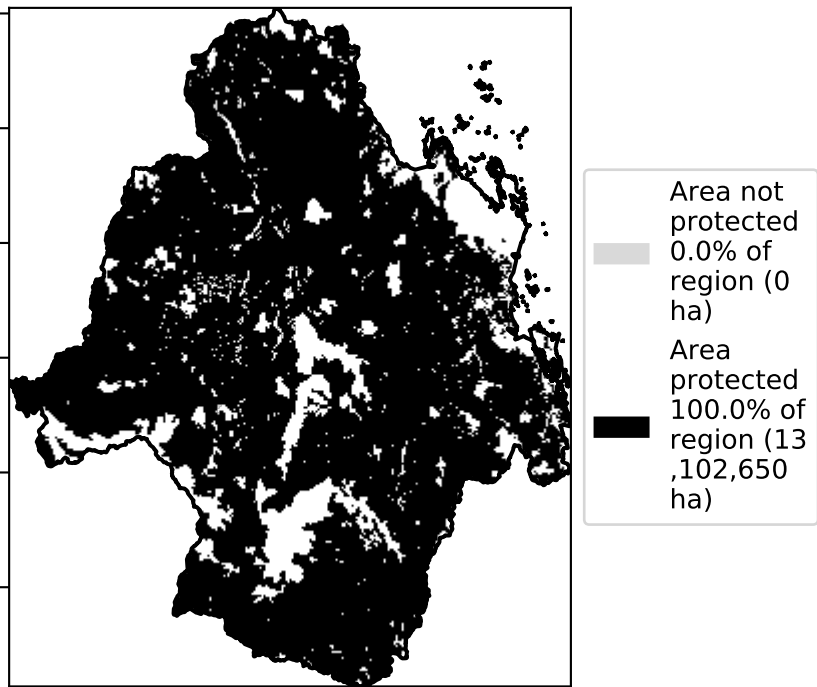 Area not
protected
0.0% of
region (0
ha)
Area
protected
100.0% of
region (13
,102,650
ha)